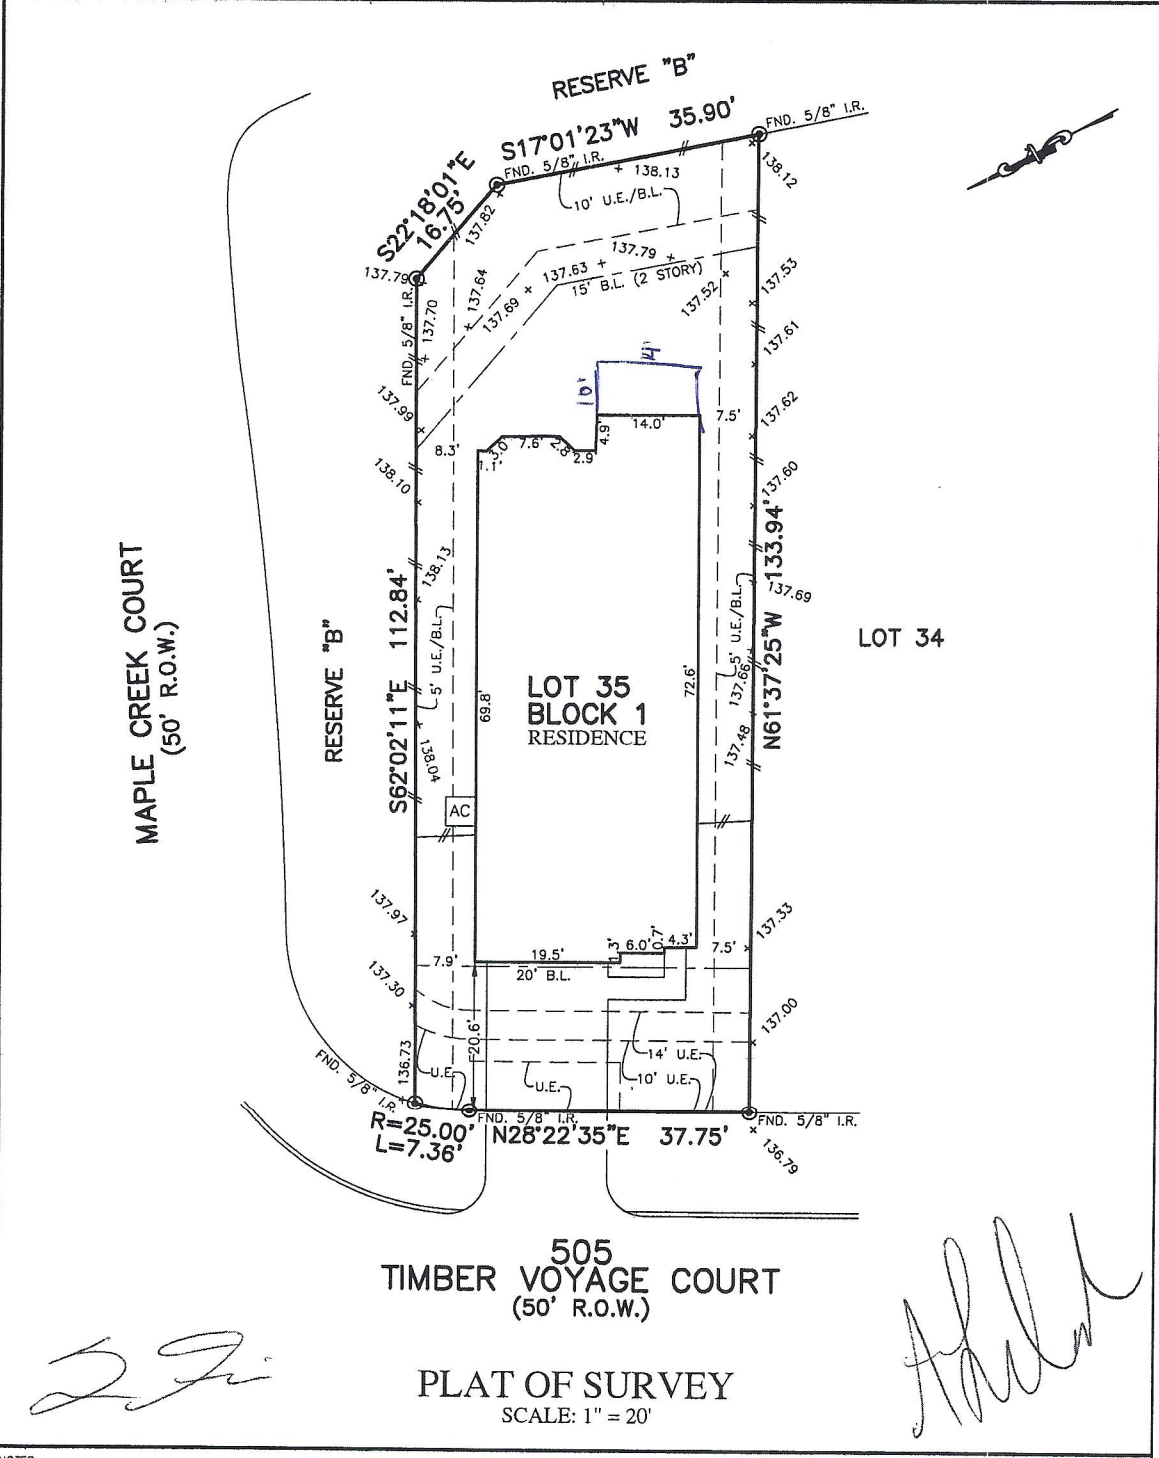 RESERVE "B"
S17°01'23"W 35.90'
FND. 5/8" I.R.
FND. 5/8" I.R.
S22°18'01"E
16.75'
138.13
138.12
10' U.E./B.L.
137.82
137.79
137.79
137.63
137.64
137.69
137.70
15' B.L. (2 STORY)
137.52
137.53
FND 5/8" I.R.
137.61
14'
10'
137.99
137.62
14.0'
7.5'
4.9'
8.3'
1.1'
3.0'
7.6'
2.8'
2.9'
138.10
137.60
138.13
N61°37'25"W 133.94'
S62°02'11"E 112.84'
5' U.E./B.L.
5' U.E./B.L.
137.69
MAPLE CREEK COURT
(50' R.O.W.)
RESERVE "B"
LOT 34
137.66
72.6'
69.8'
LOT 35
BLOCK 1
RESIDENCE
137.48
138.04
AC
137.97
137.33
19.5'
1.3'
6.0'
0.7'
4.3'
7.5'
7.9'
20' B.L.
137.30
137.00
20.6'
136.73
14' U.E.
10' U.E.
U.E.
U.E.
FND. 5/8" I.R.
FND. 5/8" I.R.
FND. 5/8" I.R.
R=25.00'
L=7.36'
N28°22'35"E 37.75'
136.79
505
TIMBER VOYAGE COURT
(50' R.O.W.)
PLAT OF SURVEY
SCALE: 1" = 20'